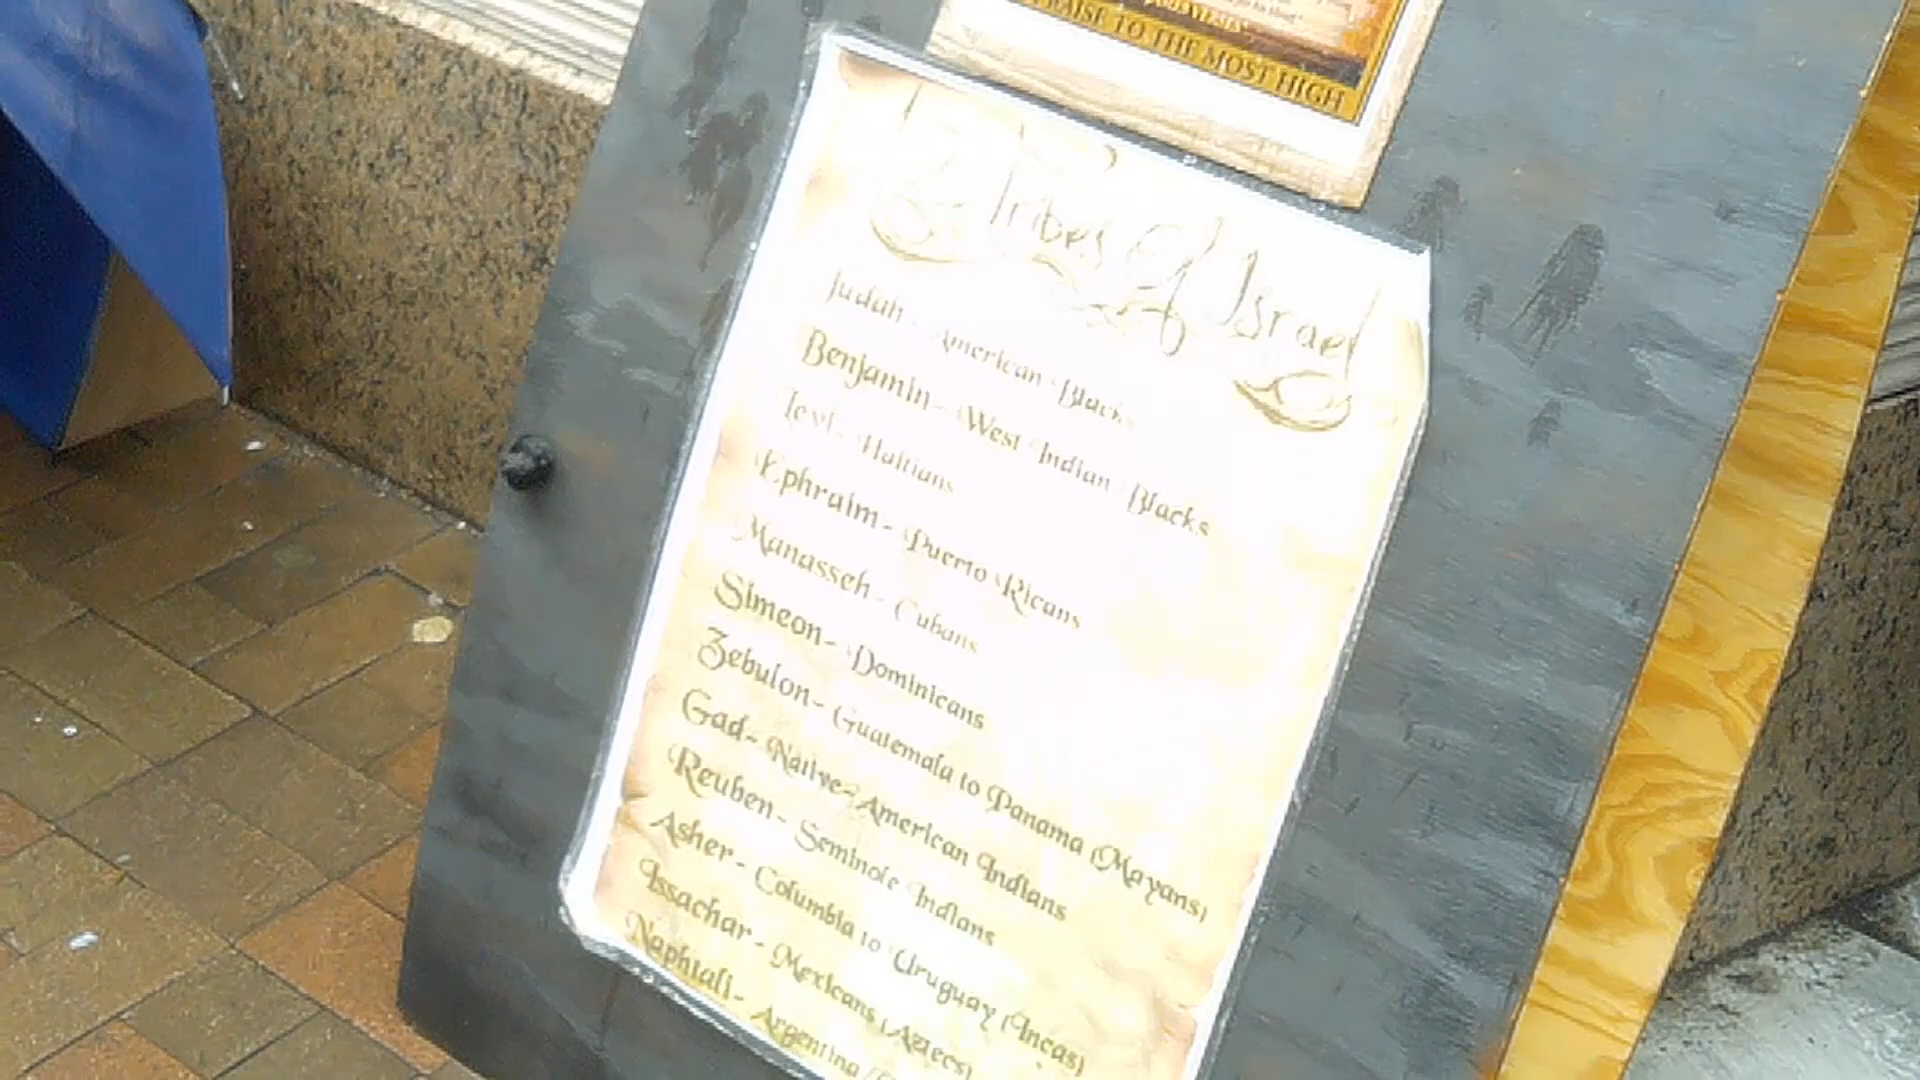 PRAISE TO THE MOST HIGH
12 Tribes Of Israel
Judah - American Blacks
Benjamin - West Indian Blacks
Levi - Haitians
Ephraim - Puerto Ricans
Manasseh - Cubans
Simeon - Dominicans
Zebulon - Guatemala to Panama (Mayans)
Gad - Native-American Indians
Reuben - Seminole Indians
Asher - Columbia to Uruguay (Incas)
Issachar - Mexicans (Aztecs)
Naphtali - Argentina